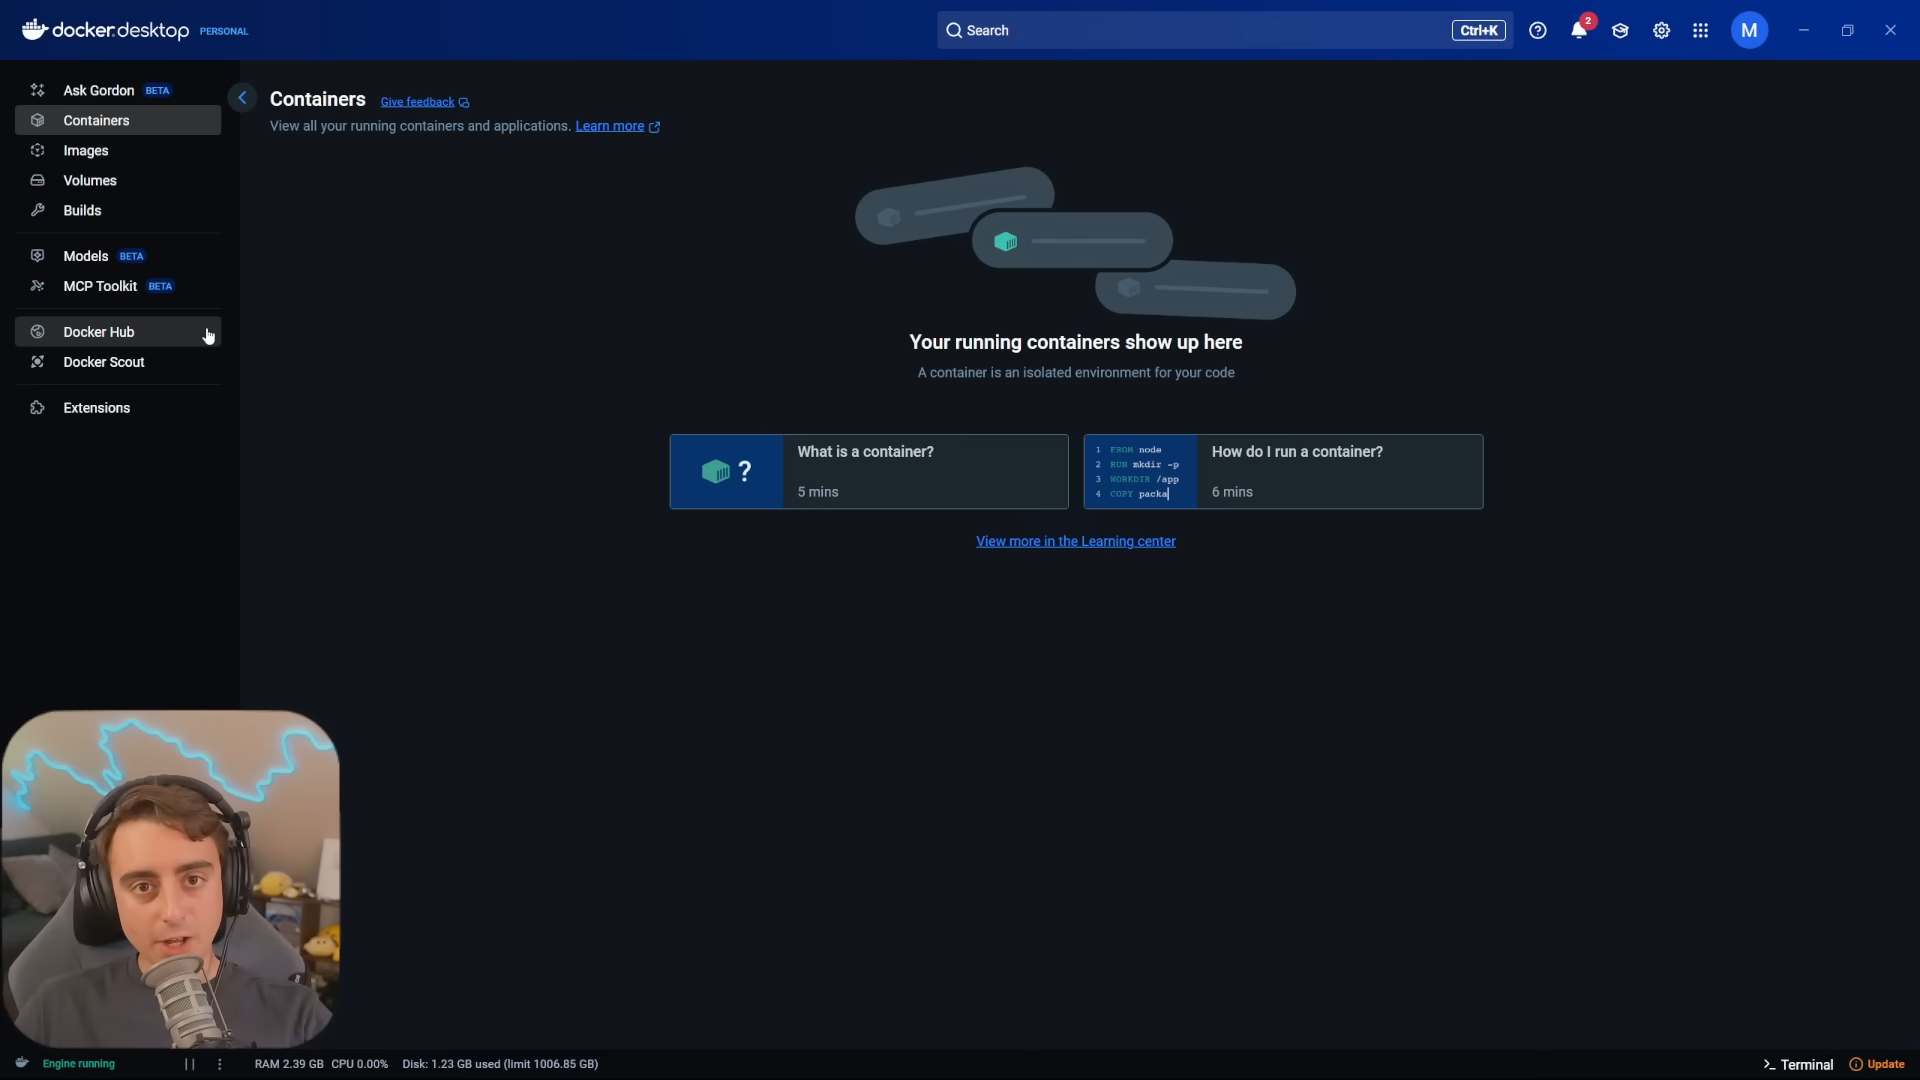 docker.desktop PERSONAL
Search
Ctrl+K
2
M
Ask Gordon BETA
Containers
Images
Volumes
Builds
Models BETA
MCP Toolkit BETA
Docker Hub
Docker Scout
Extensions
Containers Give feedback
View all your running containers and applications. Learn more
Your running containers show up here
A container is an isolated environment for your code
?
What is a container?
5 mins
1 FROM node
2 RUN mkdir -p
3 WORKDIR /app
4 COPY packa
How do I run a container?
6 mins
View more in the Learning center
Engine running
RAM 2.39 GB CPU 0.00% Disk: 1.23 GB used (limit 1006.85 GB)
Terminal
Update